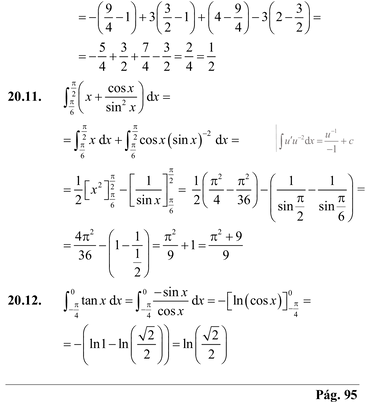 = −(9/4 − 1) + 3(3/2 − 1) + (4 − 9/4) − 3(2 − 3/2) =
= −5/4 + 3/2 + 7/4 − 3/2 = 2/4 = 1/2
20.11. ∫_{π/6}^{π/2} (x + cos x / sin² x) dx =
= ∫_{π/6}^{π/2} x dx + ∫_{π/6}^{π/2} cos x (sin x)^{−2} dx = | ∫u'u^{−2}dx = u^{−1}/−1 + c
= 1/2 [x²]_{π/6}^{π/2} − [1/sin x]_{π/6}^{π/2} = 1/2 (π²/4 − π²/36) − (1/sin(π/2) − 1/sin(π/6)) =
= 4π²/36 − (1 − 1/(1/2)) = π²/9 + 1 = (π² + 9)/9
20.12. ∫_{−π/4}^{0} tan x dx = ∫_{−π/4}^{0} −sin x / cos x dx = −[ln(cos x)]_{−π/4}^{0} =
= −(ln 1 − ln(√2/2)) = ln(√2/2)
Pág. 95